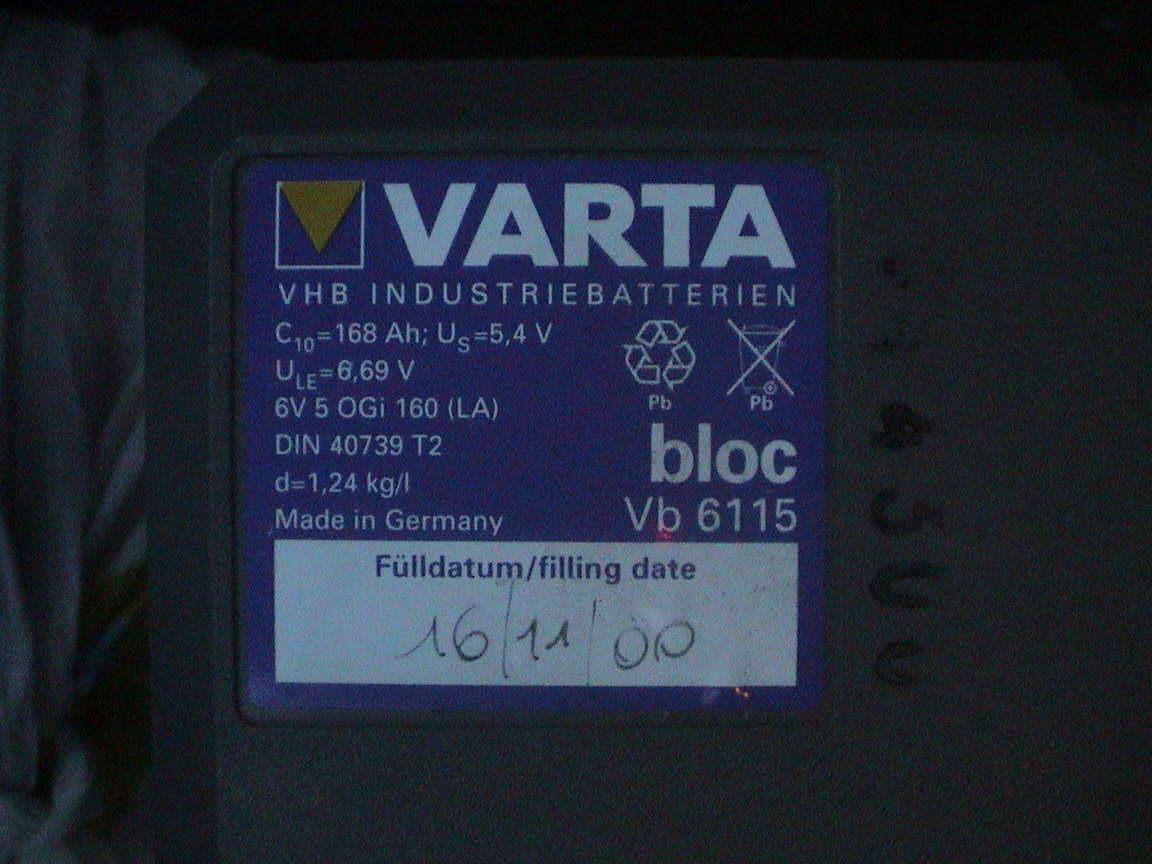 VARTA
VHB INDUSTRIEBATTERIEN
C10=168 Ah; US=5,4 V
ULE=6,69 V
6V 5 OGi 160 (LA)
DIN 40739 T2
d=1,24 kg/l
Made in Germany
Pb
Pb
bloc
Vb 6115
Fülldatum/filling date
16/11/00